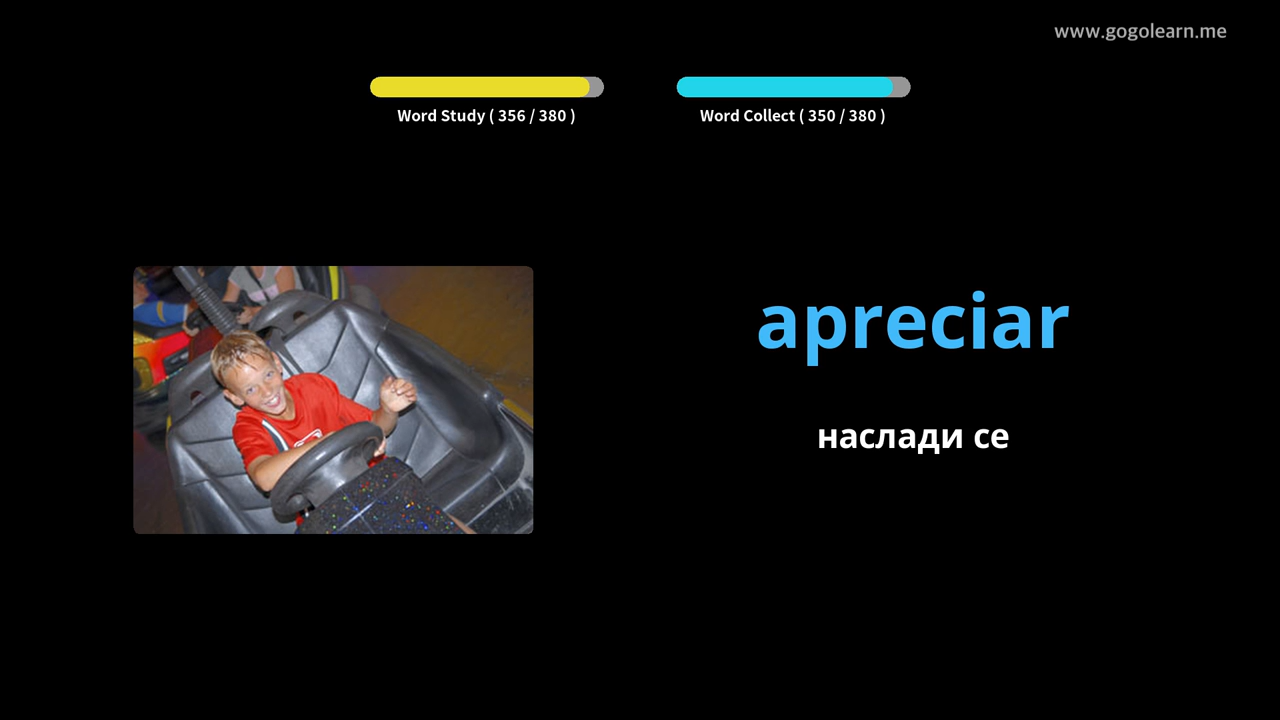 www.gogolearn.me
Word Study ( 356 / 380 )
Word Collect ( 350 / 380 )
apreciar
наслади се